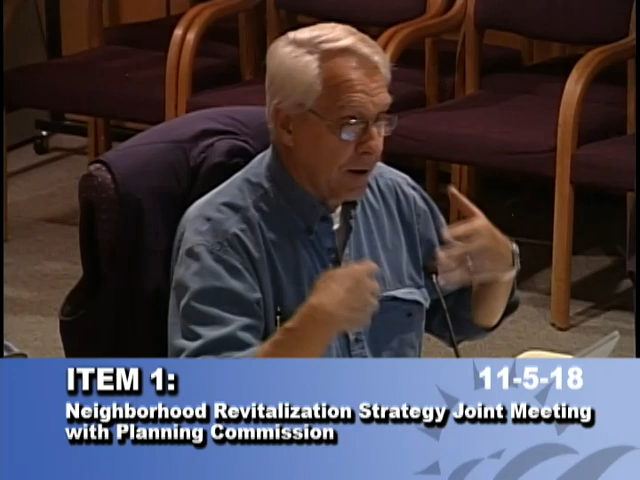 ITEM 1:
11-5-18
Neighborhood Revitalization Strategy Joint Meeting
with Planning Commission